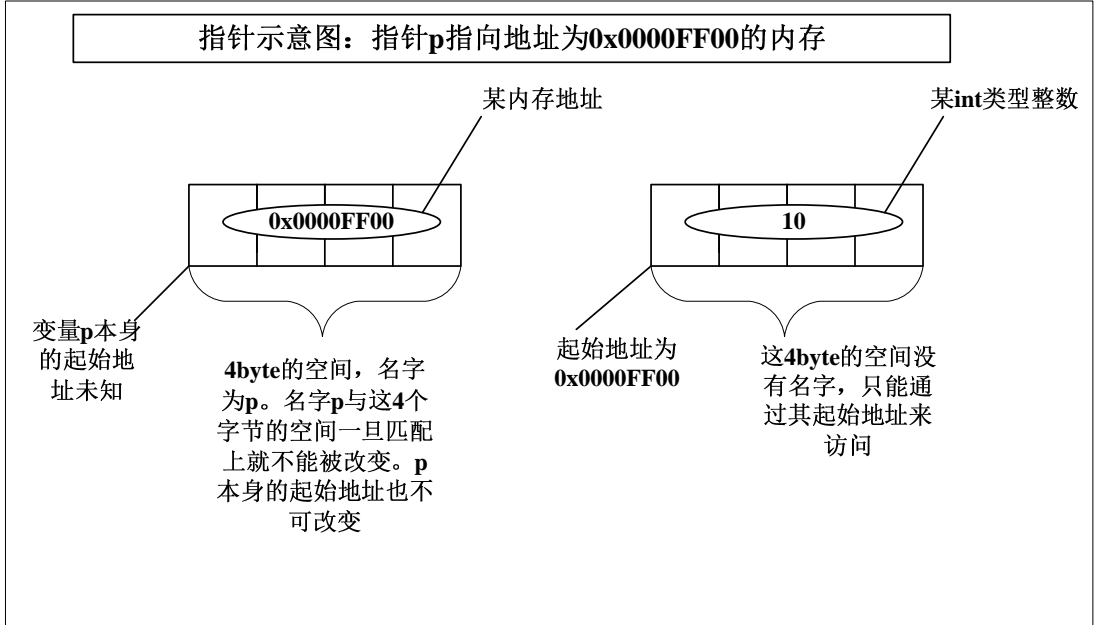 指针示意图：指针p指向地址为0x0000FF00的内存
某内存地址
某int类型整数
0x0000FF00
10
变量p本身
的起始地
址未知
4byte的空间，名字
为p。名字p与这4个
字节的空间一旦匹配
上就不能被改变。p
本身的起始地址也不
可改变
起始地址为
0x0000FF00
这4byte的空间没
有名字，只能通
过其起始地址来
访问